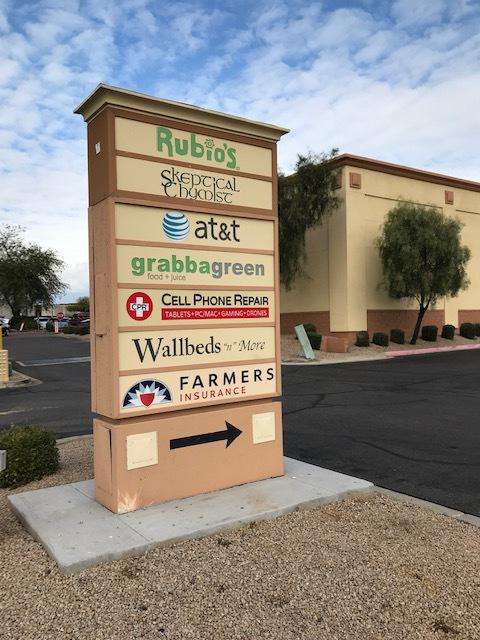 Rubio's
Skeptical
Chymist
at&t
grabbagreen
food + juice
CPR
CELL PHONE REPAIR
TABLETS • PC/MAC • GAMING • DRONES
Wallbeds "n" More
FARMERS
INSURANCE